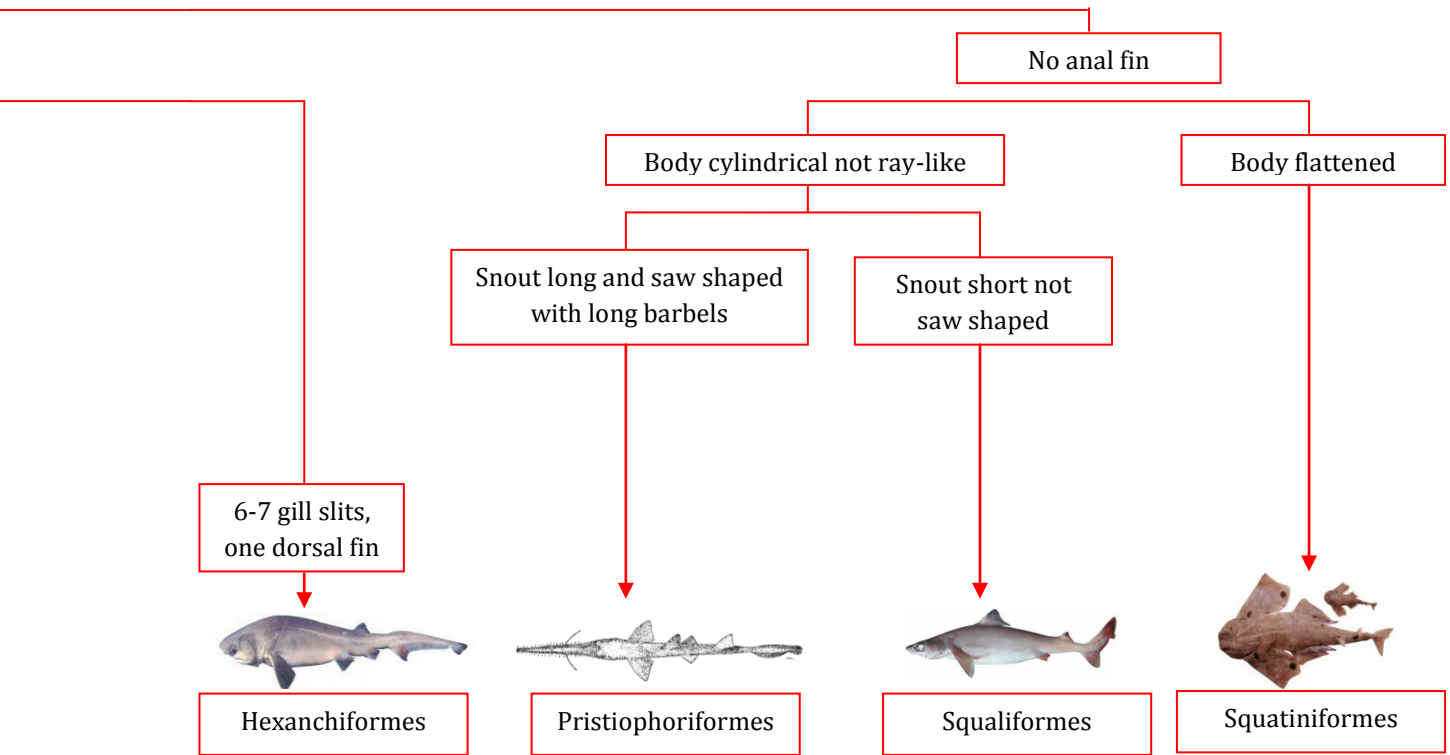 No anal fin
Body cylindrical not ray-like
Body flattened
Snout long and saw shaped
with long barbels
Snout short not
saw shaped
6-7 gill slits,
one dorsal fin
Hexanchiformes
Pristiophoriformes
Squaliformes
Squatiniformes